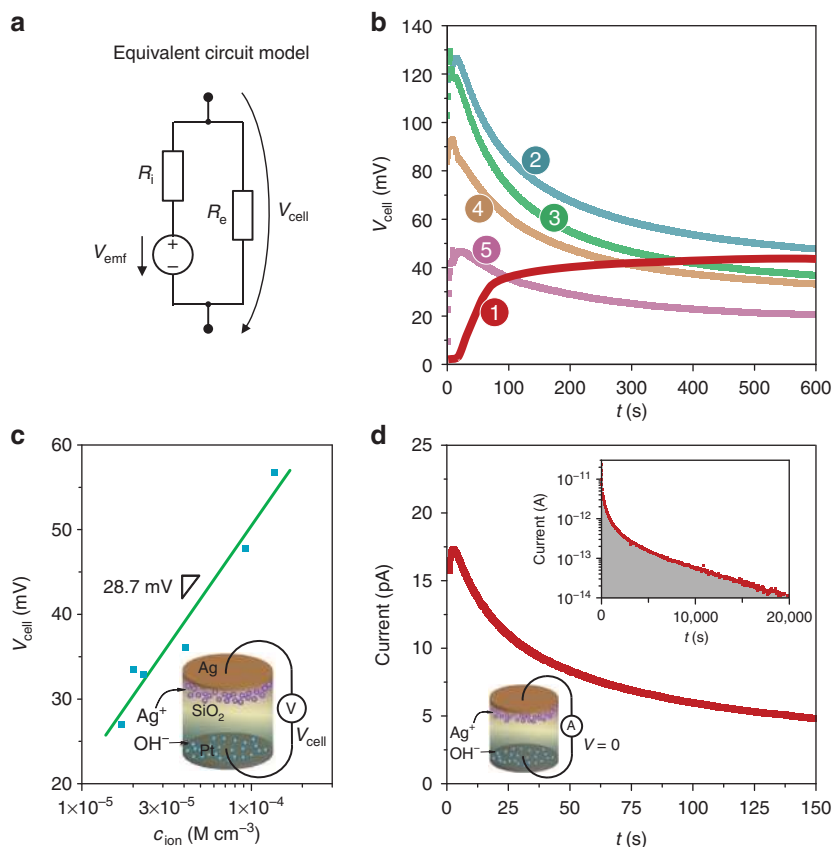 a
Equivalent circuit model
R_i
R_e
V_cell
V_emf
+
−
b
140
120
100
80
60
40
20
0
V_cell (mV)
2
3
4
5
1
0 100 200 300 400 500 600
t (s)
c
60
50
40
30
20
V_cell (mV)
28.7 mV
Ag
Ag⁺
SiO₂
OH⁻
Pt
V
V_cell
1×10⁻⁵ 3×10⁻⁵ 1×10⁻⁴
c_ion (M cm⁻³)
d
25
20
15
10
5
0
Current (pA)
10⁻¹¹
10⁻¹²
10⁻¹³
10⁻¹⁴
Current (A)
0 10,000 20,000
t (s)
Ag⁺
OH⁻
A
V = 0
0 25 50 75 100 125 150
t (s)